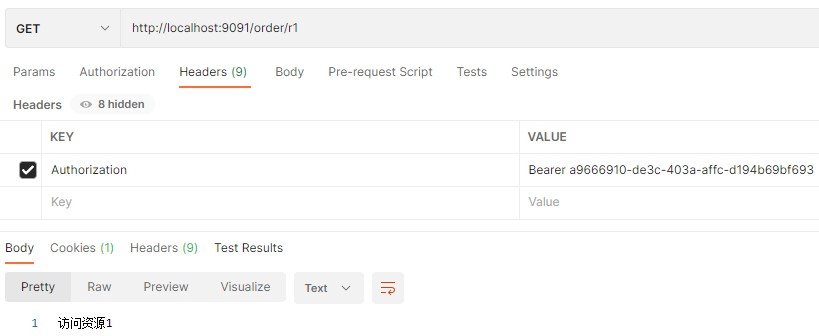 GET http://localhost:9091/order/r1
Params Authorization Headers (9) Body Pre-request Script Tests Settings
Headers 8 hidden
KEY VALUE
Authorization Bearer a9666910-de3c-403a-affc-d194b69bf693
Key Value
Body Cookies (1) Headers (9) Test Results
Pretty Raw Preview Visualize Text
1 访问资源1